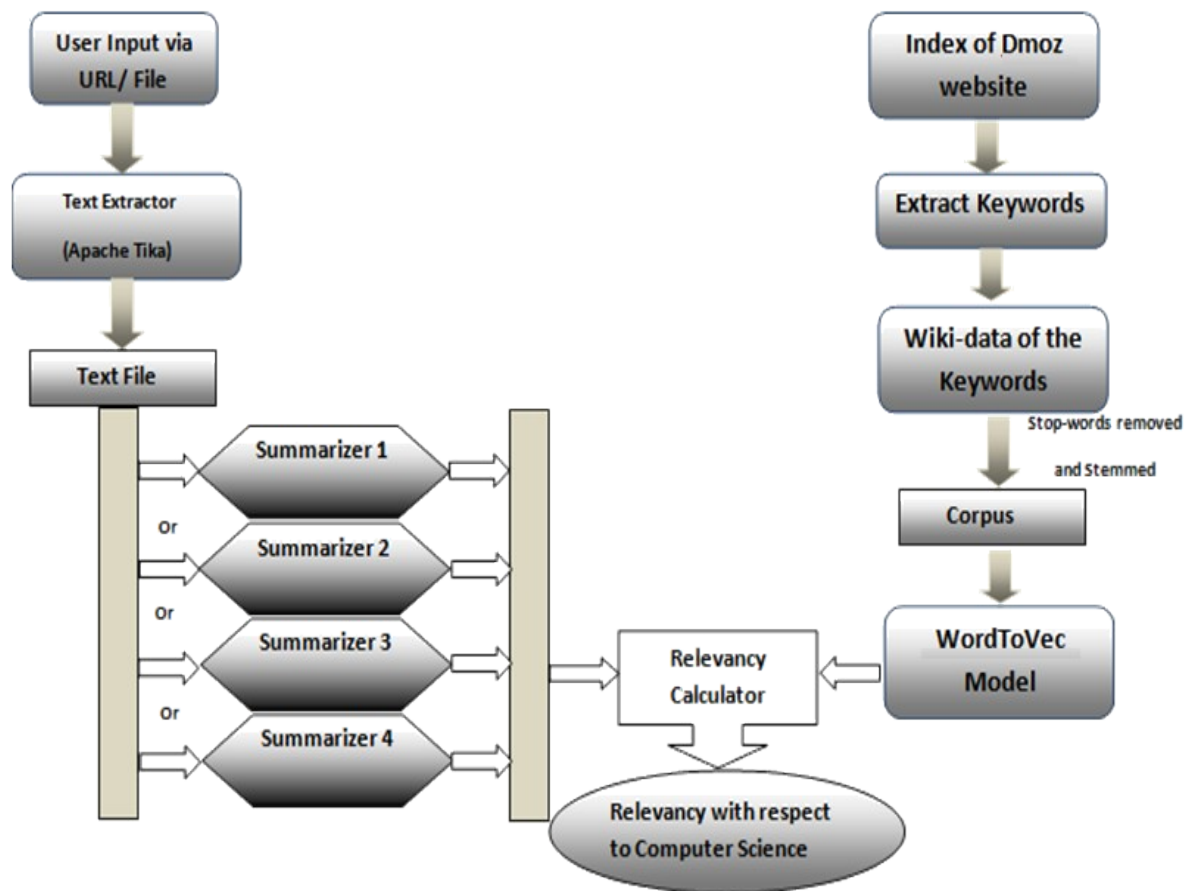 User Input via
URL/ File
Text Extractor
(Apache Tika)
Text File
Summarizer 1
Or
Summarizer 2
Or
Summarizer 3
Or
Summarizer 4
Index of Dmoz
website
Extract Keywords
Wiki-data of the
Keywords
Stop-words removed
and Stemmed
Corpus
WordToVec
Model
Relevancy
Calculator
Relevancy with respect
to Computer Science